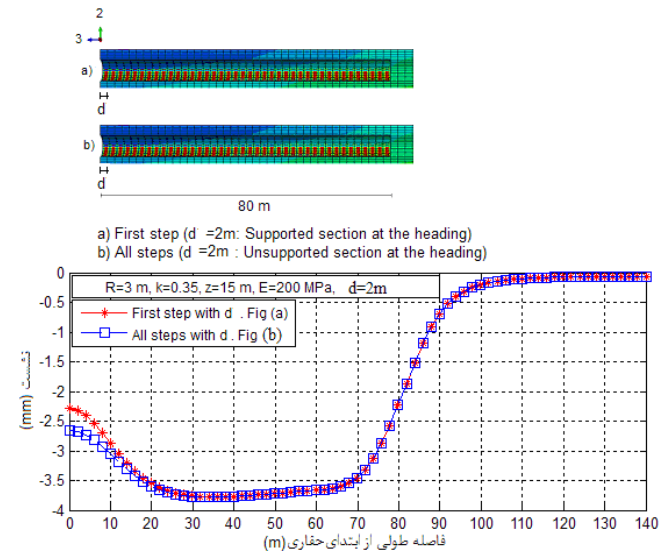 2
3
a)
d
b)
d
80 m
a) First step (d =2m: Supported section at the heading)
b) All steps (d =2m : Unsupported section at the heading)
R=3 m, k=0.35, z=15 m, E=200 MPa, d=2m
First step with d . Fig (a)
All steps with d . Fig (b)
0
-0.5
-1
-1.5
-2
-2.5
-3
-3.5
-4
نشست (mm)
0 10 20 30 40 50 60 70 80 90 100 110 120 130 140
فاصله طولی از ابتدای حفاری (m)